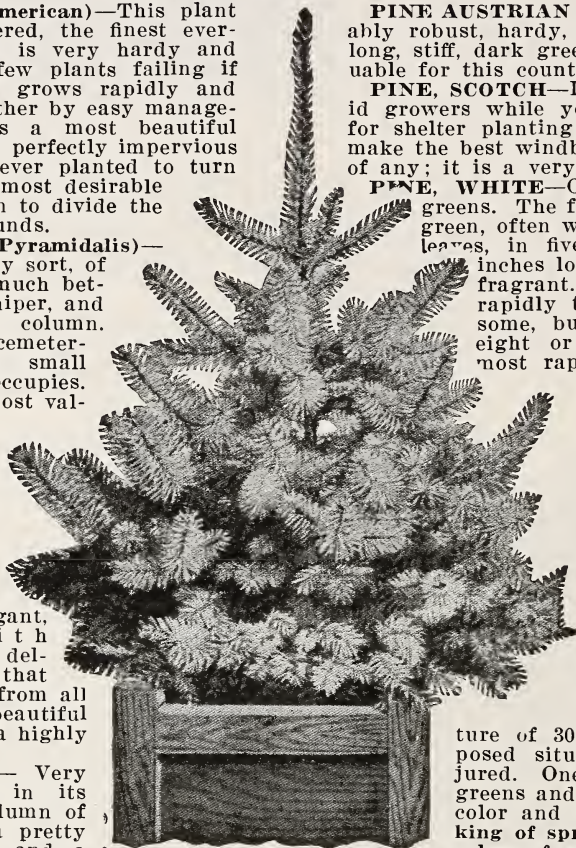 merican)—This plant
ered, the finest ever-
is very hardy and
few plants failing if
grows rapidly and
ther by easy manage-
s a most beautiful
perfectly impervious
ever planted to turn
most desirable
n to divide the
unds.
Pyramidalis)—
y sort, of
much bet-
niper, and
column.
cemeter-
small
occupies.
ost val-
gant,
ith
del-
that
from all
beautiful
a highly
— Very
in its
lumn of
pretty
PINE AUSTRIAN
ably robust, hardy,
long, stiff, dark gree
uable for this count
PINE, SCOTCH—
id growers while yo
for shelter planting
make the best windb
of any; it is a very
PINE, WHITE—
greens. The f
green, often w
leaves, in five
inches lo
fragrant.
rapidly t
some, bu
eight or
most rap
ture of 30
posed situ
jured. One
greens and
color and
king of spr